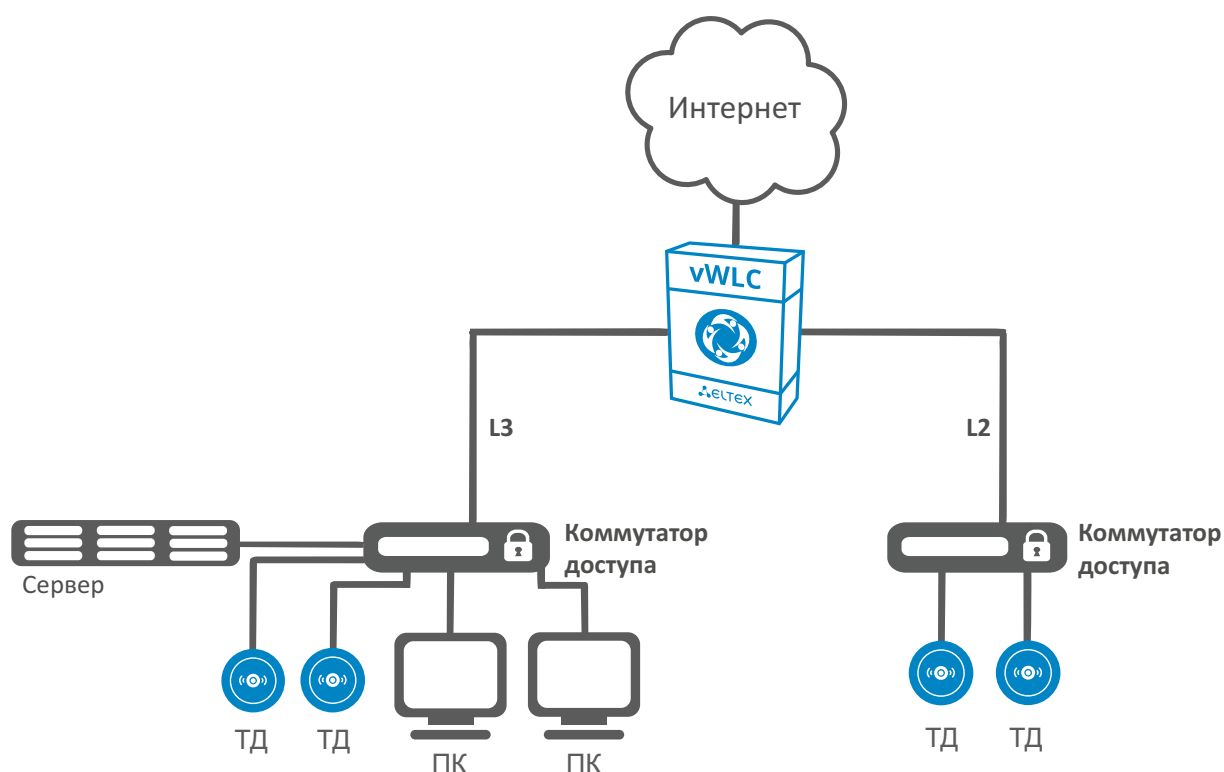 Интернет
vWLC
ELTEX
L3
L2
Коммутатор
доступа
Коммутатор
доступа
Сервер
ТД
ТД
ПК
ПК
ТД
ТД